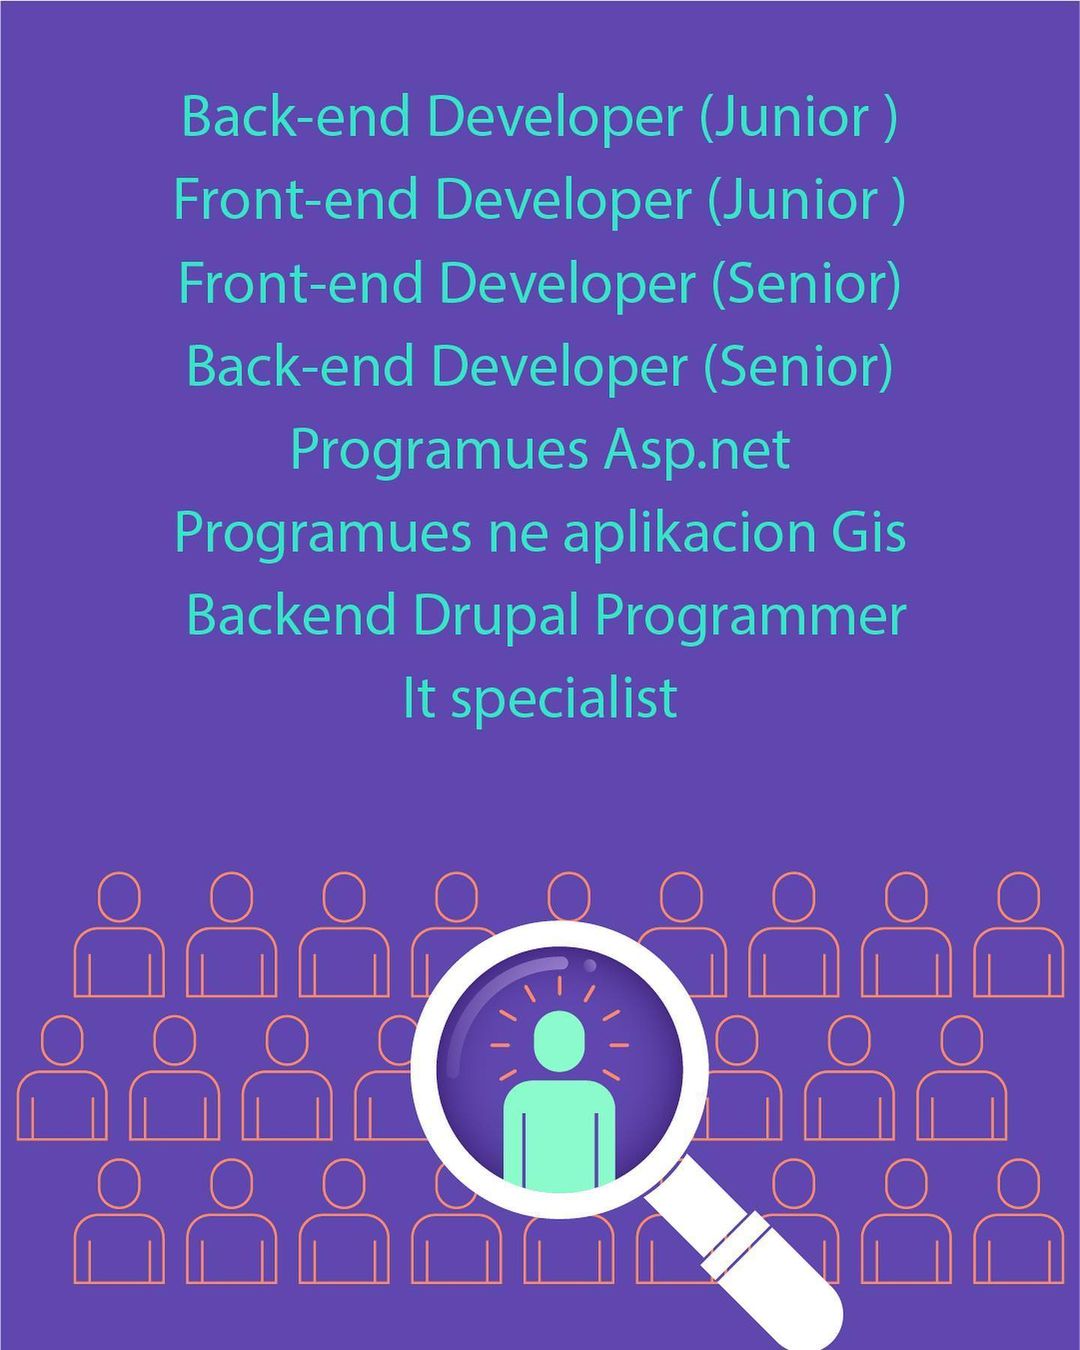 Back-end Developer (Junior )
Front-end Developer (Junior )
Front-end Developer (Senior)
Back-end Developer (Senior)
Programues Asp.net
Programues ne aplikacion Gis
Backend Drupal Programmer
It specialist